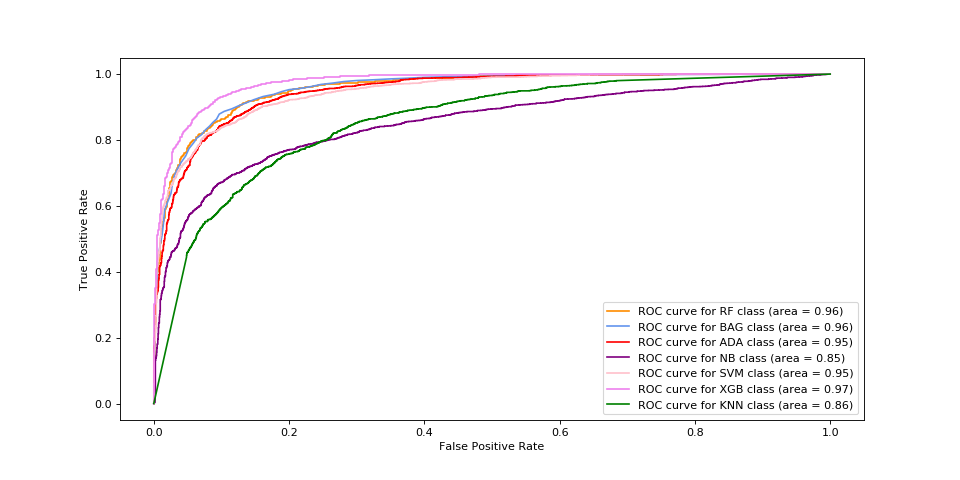 1.0
0.8
0.6
0.4
0.2
0.0
True Positive Rate
ROC curve for RF class (area = 0.96)
ROC curve for BAG class (area = 0.96)
ROC curve for ADA class (area = 0.95)
ROC curve for NB class (area = 0.85)
ROC curve for SVM class (area = 0.95)
ROC curve for XGB class (area = 0.97)
ROC curve for KNN class (area = 0.86)
0.0 0.2 0.4 0.6 0.8 1.0
False Positive Rate